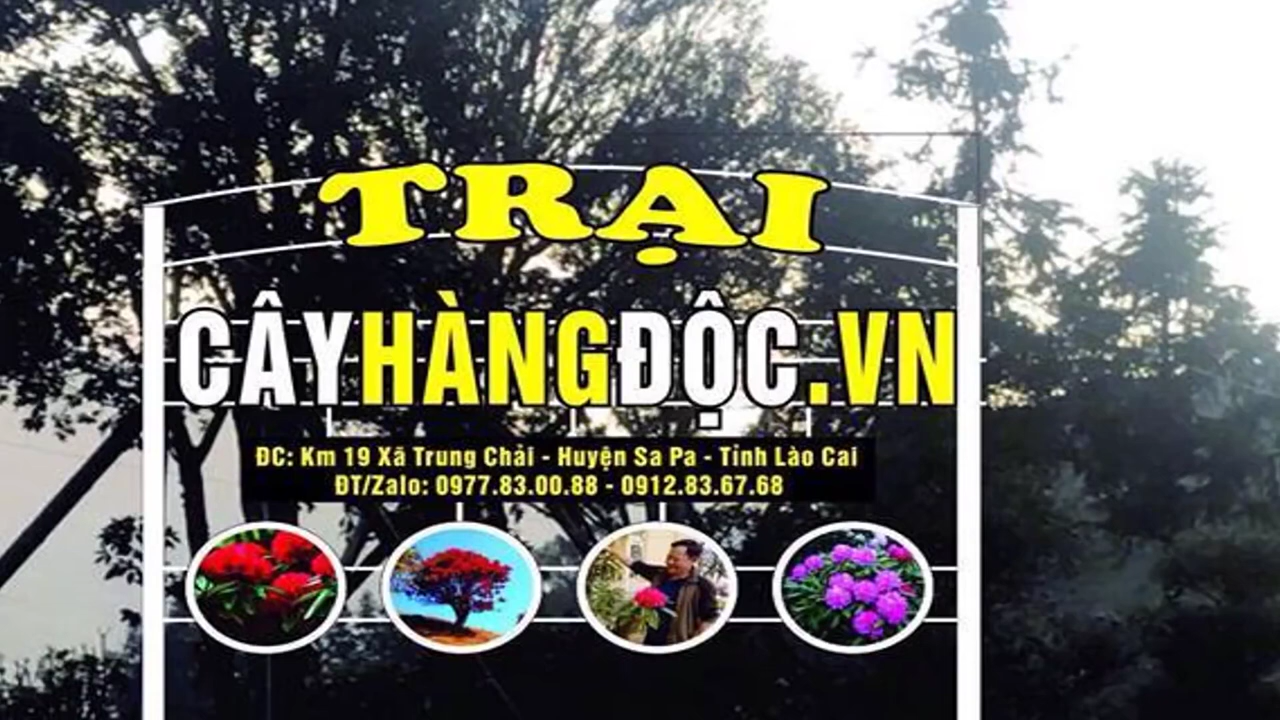 TRẠI
CÂYHÀNGĐỘC.VN
ĐC: Km 19 Xã Trung Chải - Huyện Sa Pa - Tỉnh Lào Cai
ĐT/Zalo: 0977.83.00.88 - 0912.83.67.68